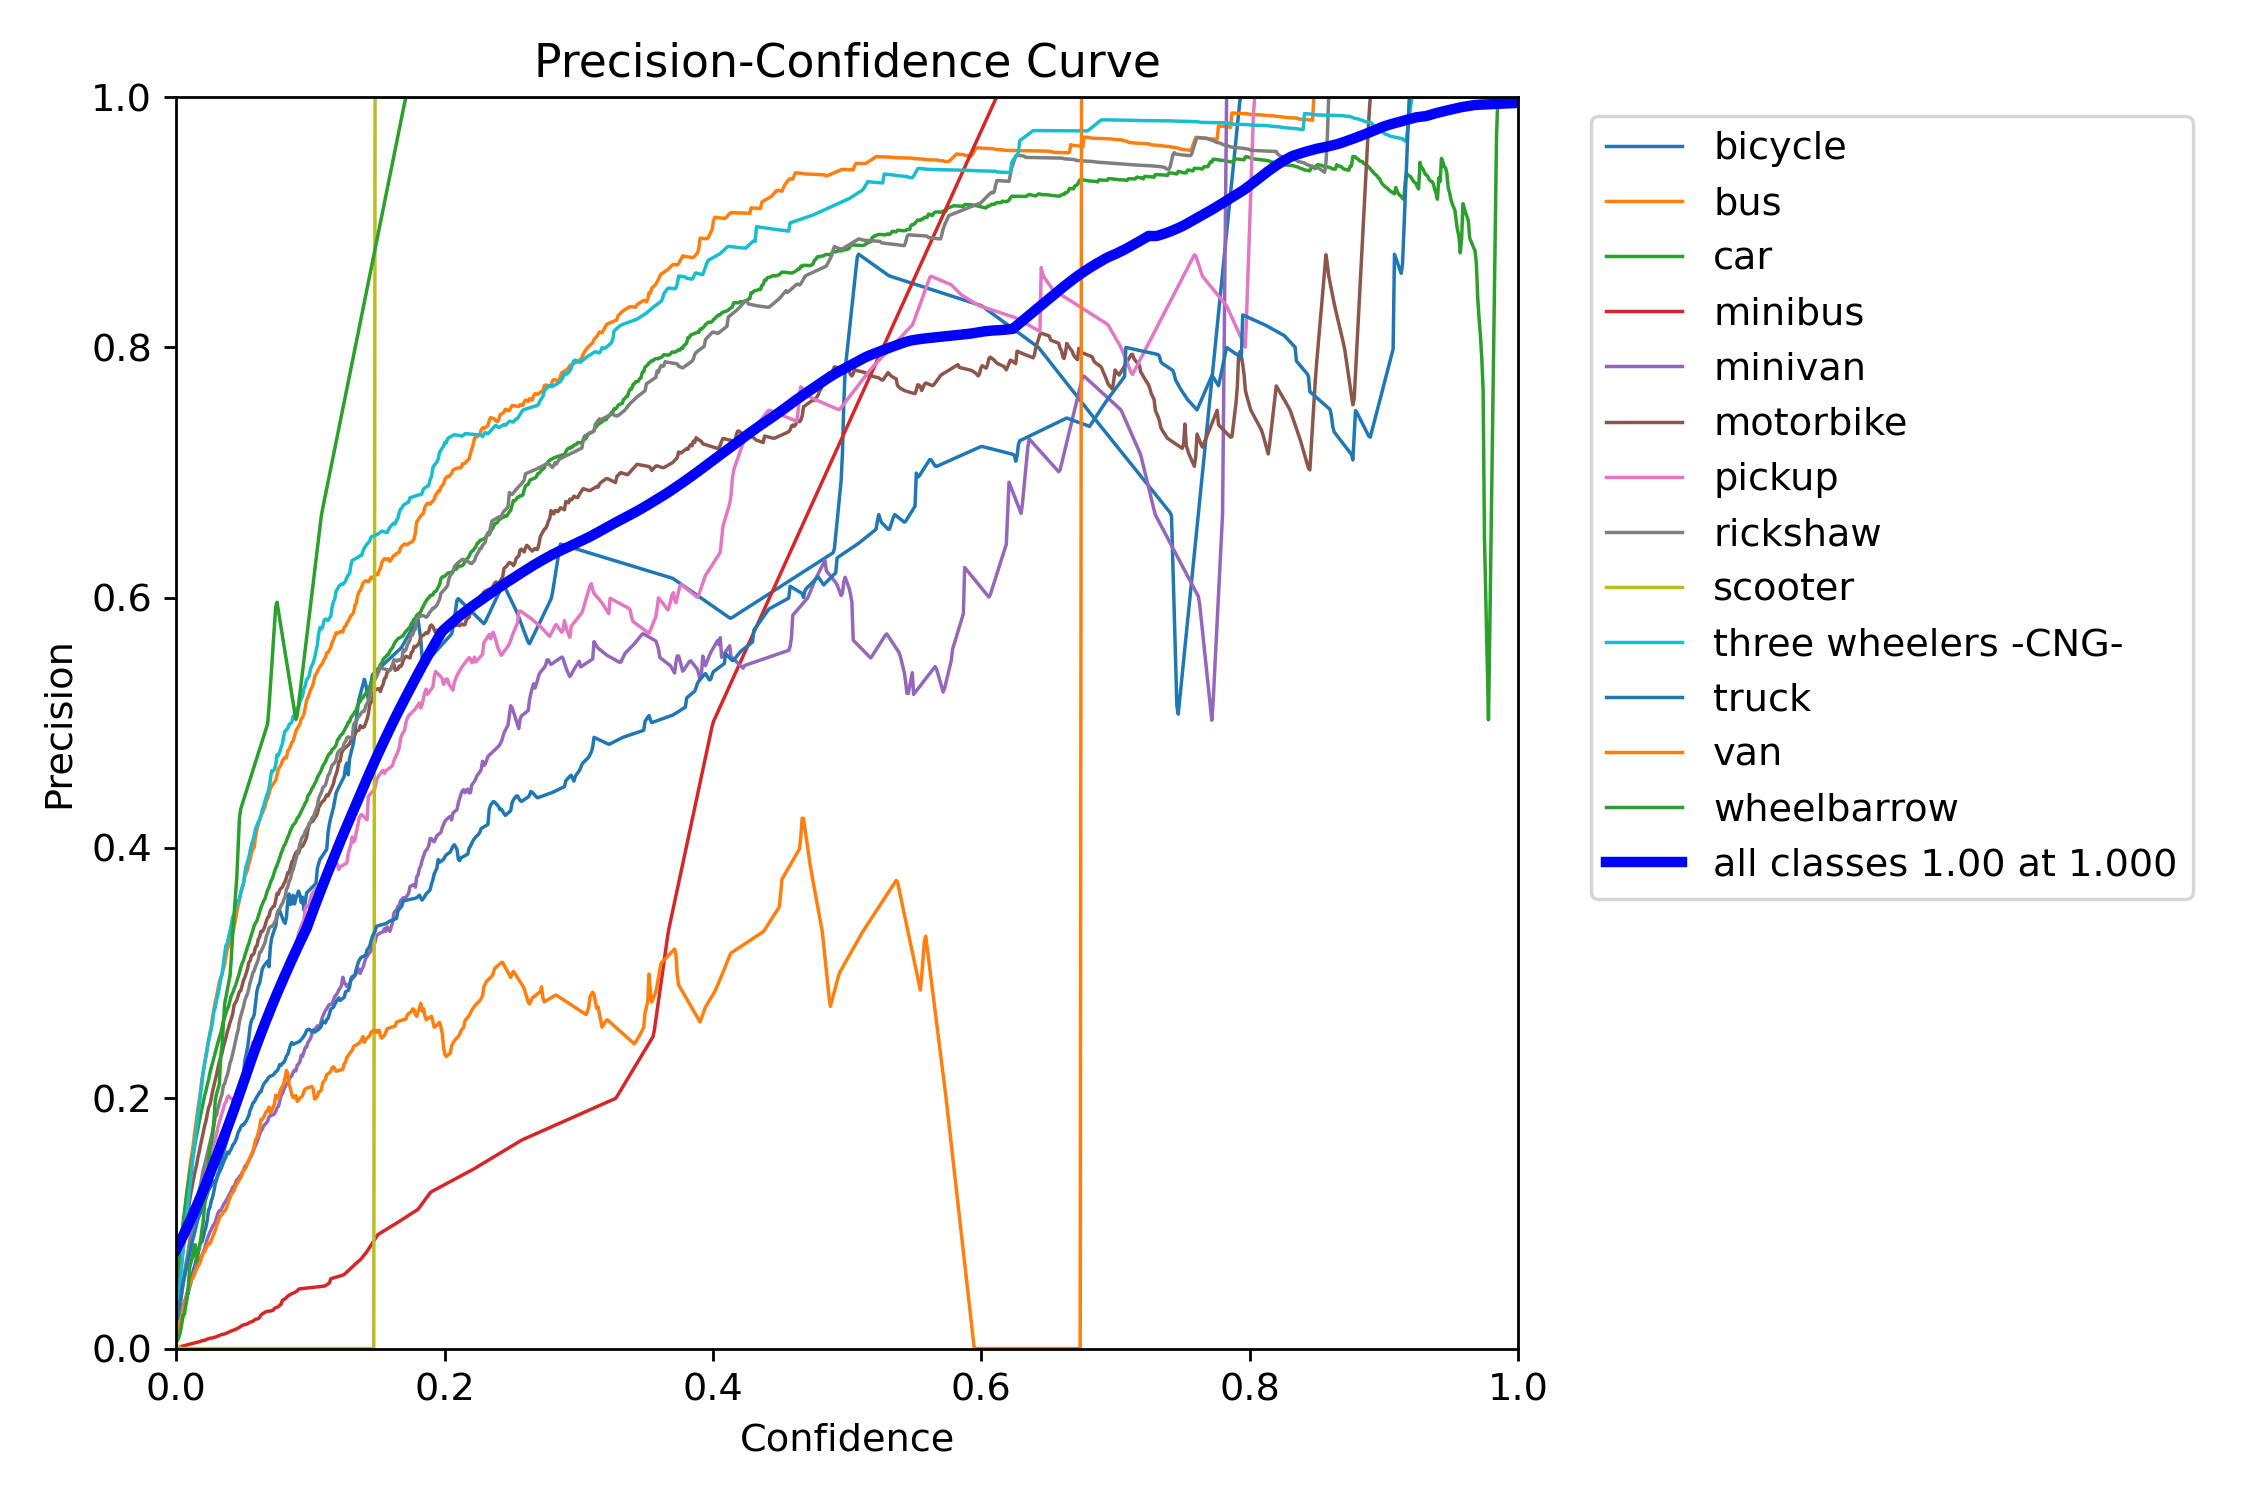 Precision-Confidence Curve
1.0
0.8
0.6
0.4
0.2
0.0
Precision
0.0 0.2 0.4 0.6 0.8 1.0
Confidence
bicycle
bus
car
minibus
minivan
motorbike
pickup
rickshaw
scooter
three wheelers -CNG-
truck
van
wheelbarrow
all classes 1.00 at 1.000